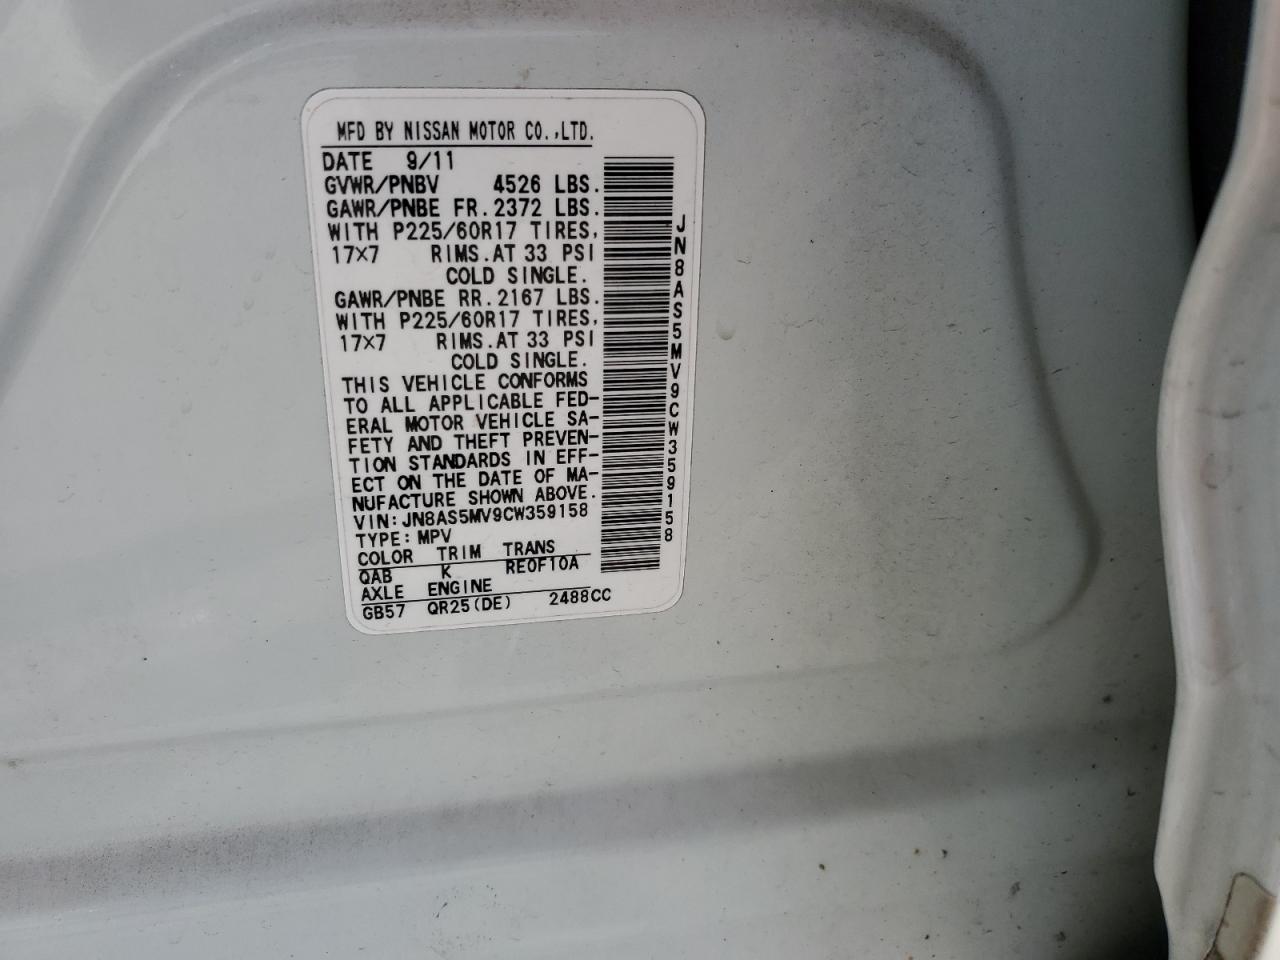 MFD BY NISSAN MOTOR CO.,LTD.
DATE 9/11
GVWR/PNBV 4526 LBS.
GAWR/PNBE FR.2372 LBS.
WITH P225/60R17 TIRES,
17×7 RIMS.AT 33 PSI
COLD SINGLE.
GAWR/PNBE RR.2167 LBS.
WITH P225/60R17 TIRES,
17×7 RIMS.AT 33 PSI
COLD SINGLE.
THIS VEHICLE CONFORMS
TO ALL APPLICABLE FED-
ERAL MOTOR VEHICLE SA-
FETY AND THEFT PREVEN-
TION STANDARDS IN EFF-
ECT ON THE DATE OF MA-
NUFACTURE SHOWN ABOVE.
VIN:JN8AS5MV9CW359158
TYPE:MPV
COLOR TRIM TRANS
QAB K RE0F10A
AXLE ENGINE
GB57 QR25(DE) 2488CC
JN8AS5MV9CW359158